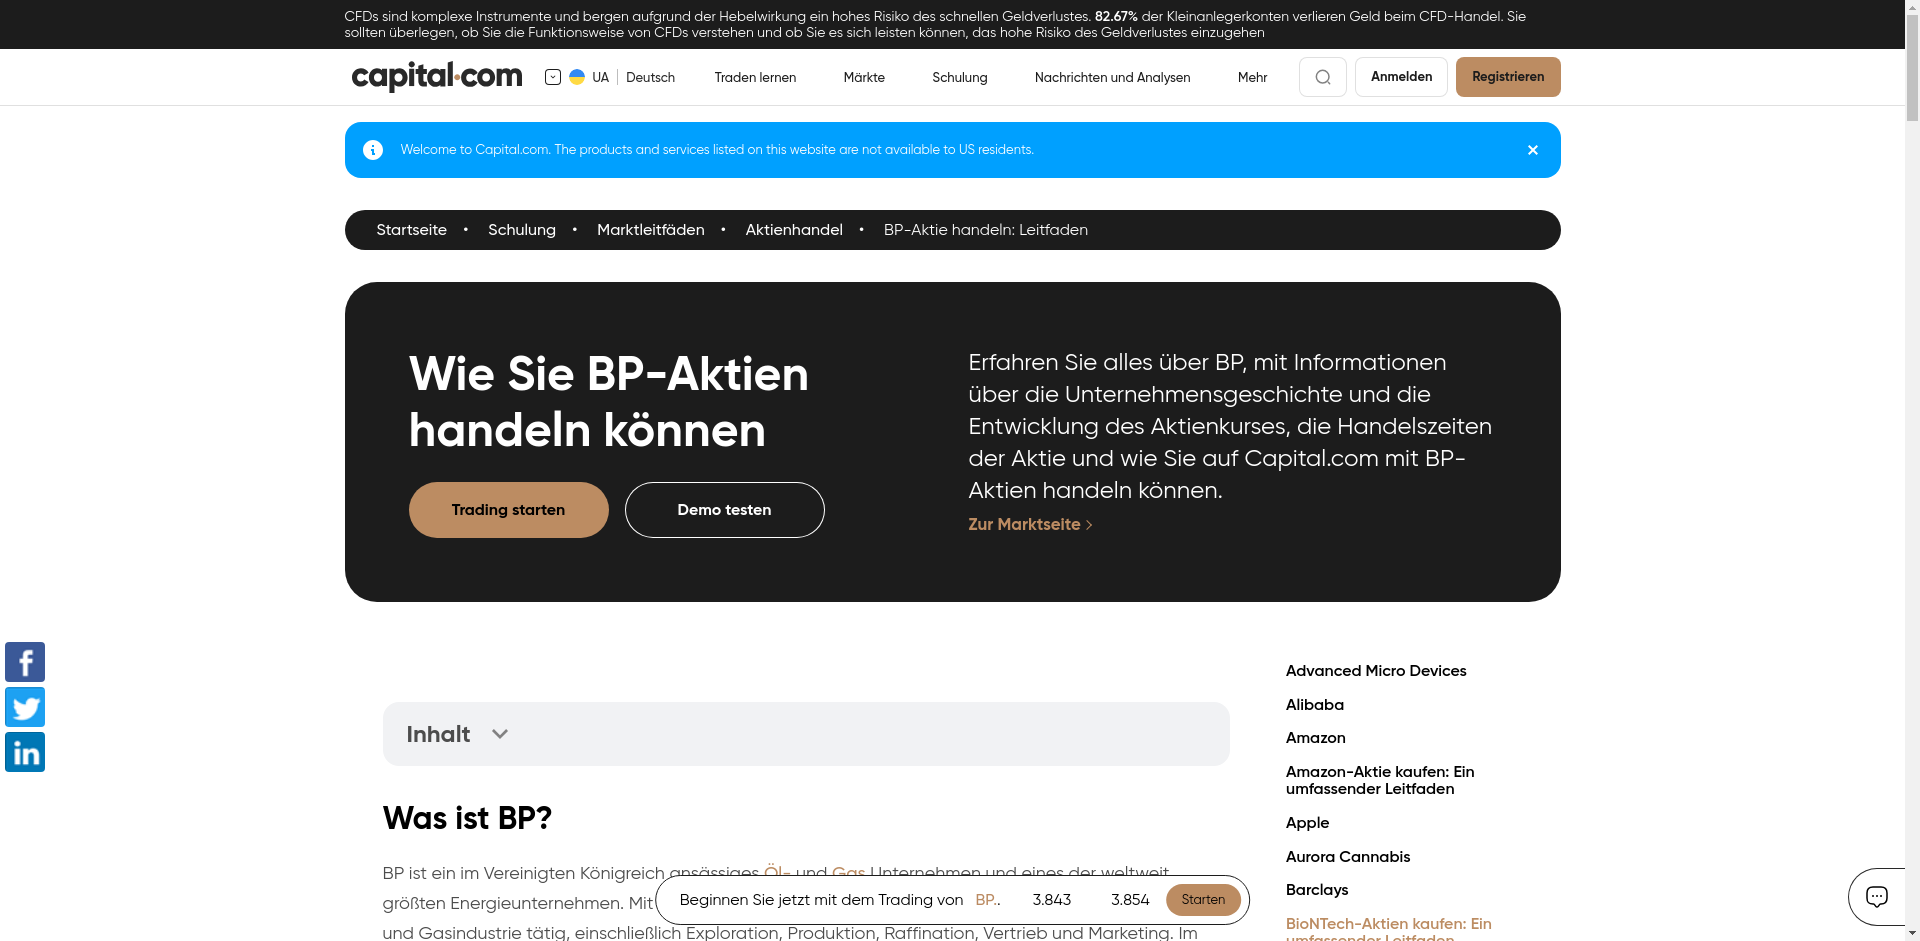 CFDs sind komplexe Instrumente und bergen aufgrund der Hebelwirkung ein hohes Risiko des schnellen Geldverlustes. 82.67% der Kleinanlegerkonten verlieren Geld beim CFD-Handel. Sie
sollten überlegen, ob Sie die Funktionsweise von CFDs verstehen und ob Sie es sich leisten können, das hohe Risiko des Geldverlustes einzugehen
capital.com
UA
Deutsch
Traden lernen
Märkte
Schulung
Nachrichten und Analysen
Mehr
Anmelden
Registrieren
Welcome to Capital.com. The products and services listed on this website are not available to US residents.
Startseite • Schulung • Marktleitfäden • Aktienhandel • BP-Aktie handeln: Leitfaden
Wie Sie BP-Aktien
handeln können
Trading starten
Demo testen
Erfahren Sie alles über BP, mit Informationen
über die Unternehmensgeschichte und die
Entwicklung des Aktienkurses, die Handelszeiten
der Aktie und wie Sie auf Capital.com mit BP-
Aktien handeln können.
Zur Marktseite
Inhalt
Was ist BP?
BP ist ein im Vereinigten Königreich ansässiges Öl- und Gas Unternehmen und eines der weltweit
größten Energieunternehmen. Mit
und Gasindustrie tätig, einschließlich Exploration, Produktion, Raffination, Vertrieb und Marketing. Im
Beginnen Sie jetzt mit dem Trading von BP.. 3.843 3.854 Starten
Advanced Micro Devices
Alibaba
Amazon
Amazon-Aktie kaufen: Ein
umfassender Leitfaden
Apple
Aurora Cannabis
Barclays
BioNTech-Aktien kaufen: Ein
umfassender Leitfaden